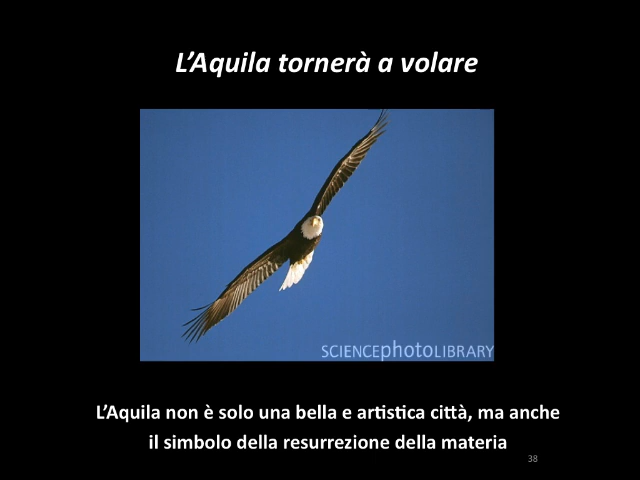 L’Aquila tornerà a volare
SCIENCEphotoLIBRARY
L’Aquila non è solo una bella e artistica città, ma anche
il simbolo della resurrezione della materia
38